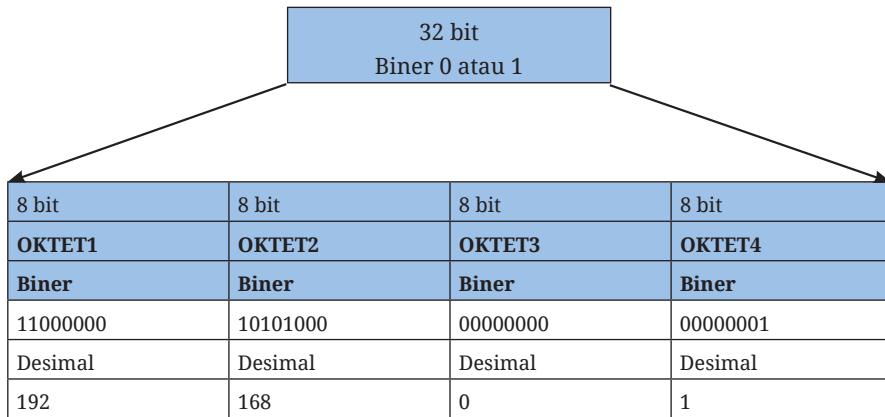 32 bit
Biner 0 atau 1
8 bit 8 bit 8 bit 8 bit
OKTET1 OKTET2 OKTET3 OKTET4
Biner Biner Biner Biner
11000000 10101000 00000000 00000001
Desimal Desimal Desimal Desimal
192 168 0 1